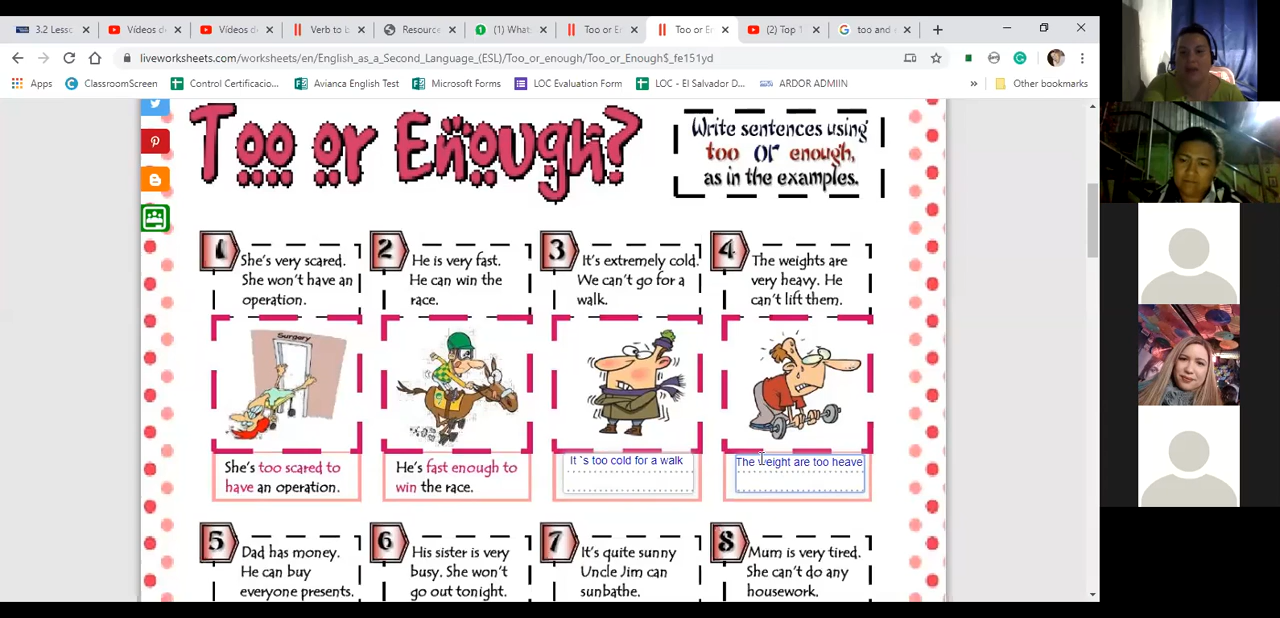 3.2 Lesso
Vídeos d
Vídeos d
Verb to b
Resource
(1) What
Too or En
Too or En
(2) Top 1
too and
liveworksheets.com/worksheets/en/English_as_a_Second_Language_(ESL)/Too_or_enough/Too_or_Enough$_fe151yd
Apps
ClassroomScreen
Control Certificacio...
Avianca English Test
Microsoft Forms
LOC Evaluation Form
LOC - El Salvador D...
ARDOR ADMIIN
»
Other bookmarks
Too or Enough?
Write sentences using
too or enough,
as in the examples.
1
She's very scared.
She won't have an
operation.
Surgery
She's too scared to
have an operation.
2
He is very fast.
He can win the
race.
He's fast enough to
win the race.
3
It's extremely cold.
We can't go for a
walk.
It `s too cold for a walk
4
The weights are
very heavy. He
can't lift them.
The weight are too heave
5
Dad has money.
He can buy
everyone presents.
6
His sister is very
busy. She won't
go out tonight.
7
It's quite sunny
Uncle Jim can
sunbathe.
8
Mum is very tired.
She can't do any
housework.